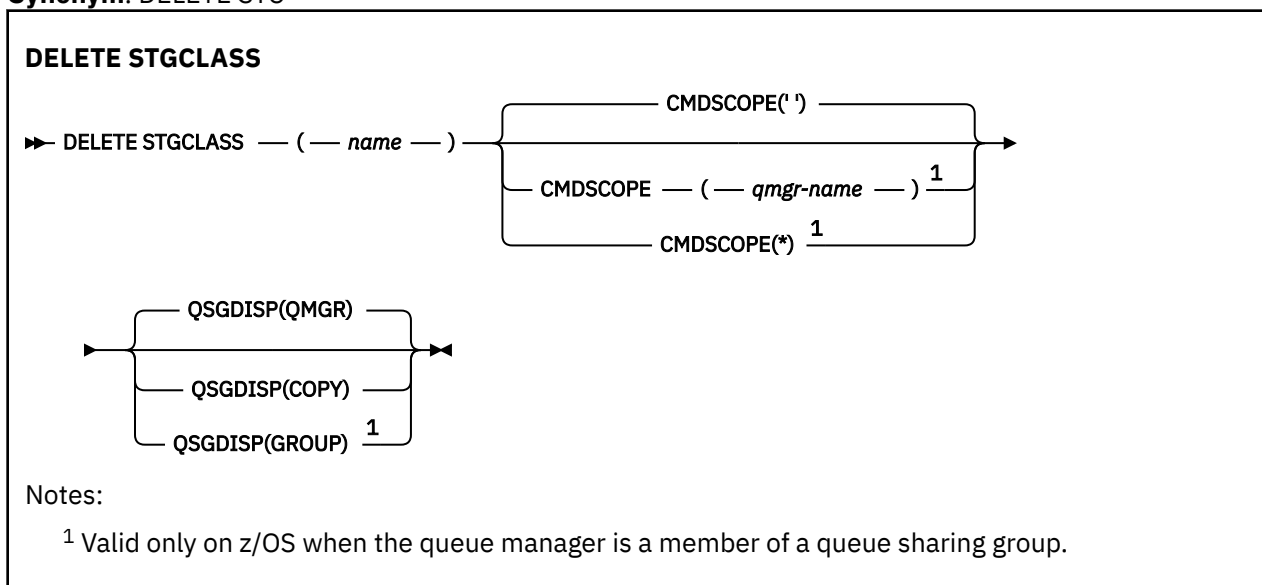 DELETE STGCLASS
CMDSCOPE(' ')
DELETE STGCLASS ( name )
CMDSCOPE ( qmgr-name ) 1
CMDSCOPE(*) 1
QSGDISP(QMGR)
QSGDISP(COPY)
QSGDISP(GROUP) 1
Notes:
1 Valid only on z/OS when the queue manager is a member of a queue sharing group.